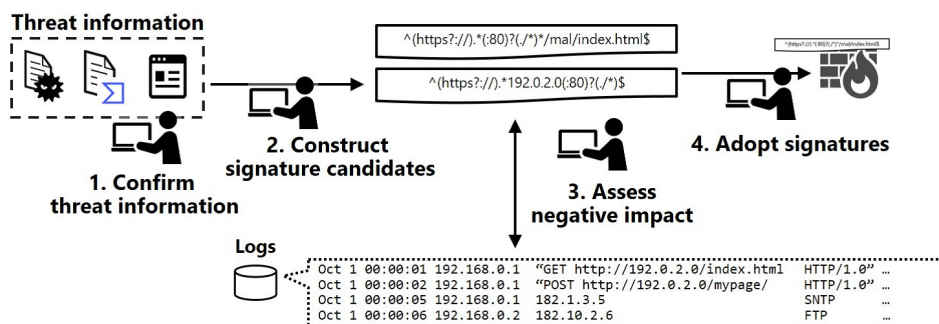 Threat information
^(https?://).*(:80)?(./*)*/mal/index.html$
^(https?://).*(:80)?(./*)*/mal/index.html$
^(https?://).*192.0.2.0(:80)?(./*)$
1. Confirm
threat information
2. Construct
signature candidates
3. Assess
negative impact
4. Adopt signatures
Logs
Oct 1 00:00:01 192.168.0.1 “GET http://192.0.2.0/index.html HTTP/1.0” …
Oct 1 00:00:02 192.168.0.1 “POST http://192.0.2.0/mypage/ HTTP/1.0” …
Oct 1 00:00:05 192.168.0.1 182.1.3.5 SNTP …
Oct 1 00:00:06 192.168.0.2 182.10.2.6 FTP …